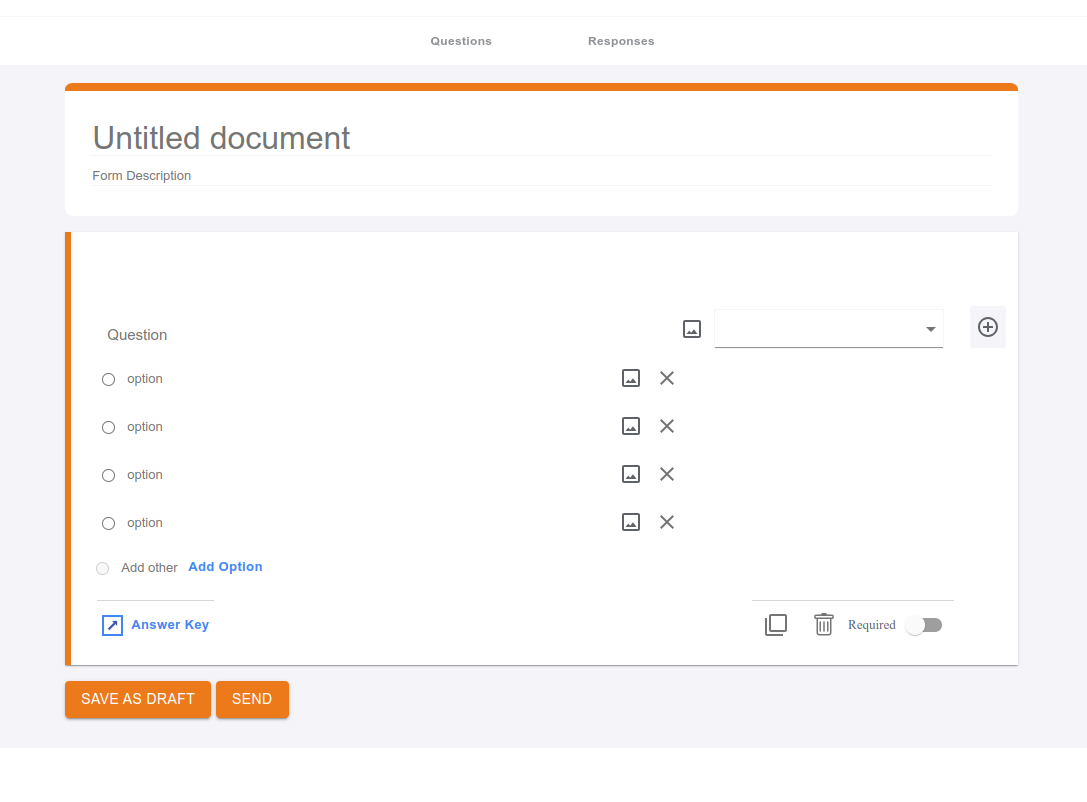 Questions Responses
Untitled document
Form Description
Question
option
option
option
option
Add other Add Option
Answer Key Required
SAVE AS DRAFT SEND